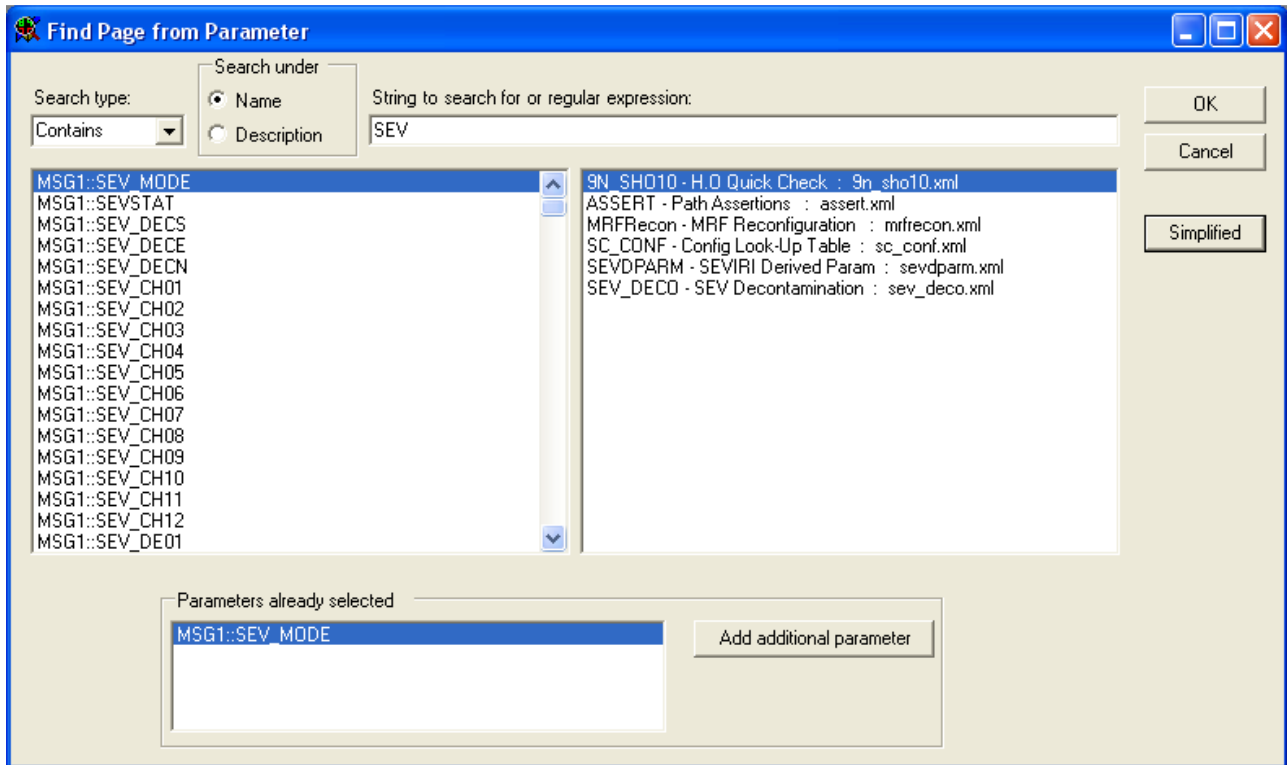 Find Page from Parameter
Search under
Search type:
Name
String to search for or regular expression:
OK
Contains
Description
SEV
Cancel
MSG1::SEV_MODE
MSG1::SEVSTAT
MSG1::SEV_DECS
MSG1::SEV_DECE
MSG1::SEV_DECN
MSG1::SEV_CH01
MSG1::SEV_CH02
MSG1::SEV_CH03
MSG1::SEV_CH04
MSG1::SEV_CH05
MSG1::SEV_CH06
MSG1::SEV_CH07
MSG1::SEV_CH08
MSG1::SEV_CH09
MSG1::SEV_CH10
MSG1::SEV_CH11
MSG1::SEV_CH12
MSG1::SEV_DE01
9N_SHO10 - H.O Quick Check : 9n_sho10.xml
ASSERT - Path Assertions : assert.xml
MRFRecon - MRF Reconfiguration : mrfrecon.xml
SC_CONF - Config Look-Up Table : sc_conf.xml
SEVDPARM - SEVIRI Derived Param : sevdparm.xml
SEV_DECO - SEV Decontamination : sev_deco.xml
Simplified
Parameters already selected
MSG1::SEV_MODE
Add additional parameter